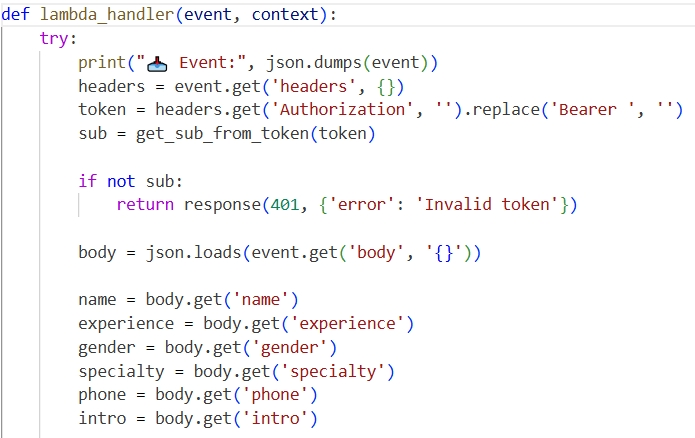 def lambda_handler(event, context):
    try:
        print("📥 Event:", json.dumps(event))
        headers = event.get('headers', {})
        token = headers.get('Authorization', '').replace('Bearer ', '')
        sub = get_sub_from_token(token)

        if not sub:
            return response(401, {'error': 'Invalid token'})

        body = json.loads(event.get('body', '{}'))

        name = body.get('name')
        experience = body.get('experience')
        gender = body.get('gender')
        specialty = body.get('specialty')
        phone = body.get('phone')
        intro = body.get('intro')